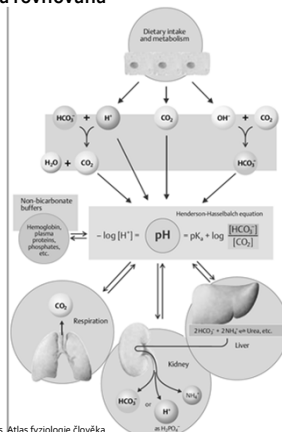 Dietary intake
and metabolism
HCO₃⁻ + H⁺
CO₂
OH⁻ + CO₂
H₂O + CO₂
HCO₃⁻
Non-bicarbonate
buffers
Henderson-Hasselbalch equation
Hemoglobin,
plasma
proteins,
phosphates,
etc.
– log [H⁺] = pH = pKₐ + log [HCO₃⁻]
[CO₂]
CO₂
Respiration
2 HCO₃⁻ + 2 NH₄⁺ ⇌ Urea, etc.
Liver
Kidney
HCO₃⁻ or H⁺
NH₄⁺
as H₂PO₄⁻
Atlas fyziologie člověka